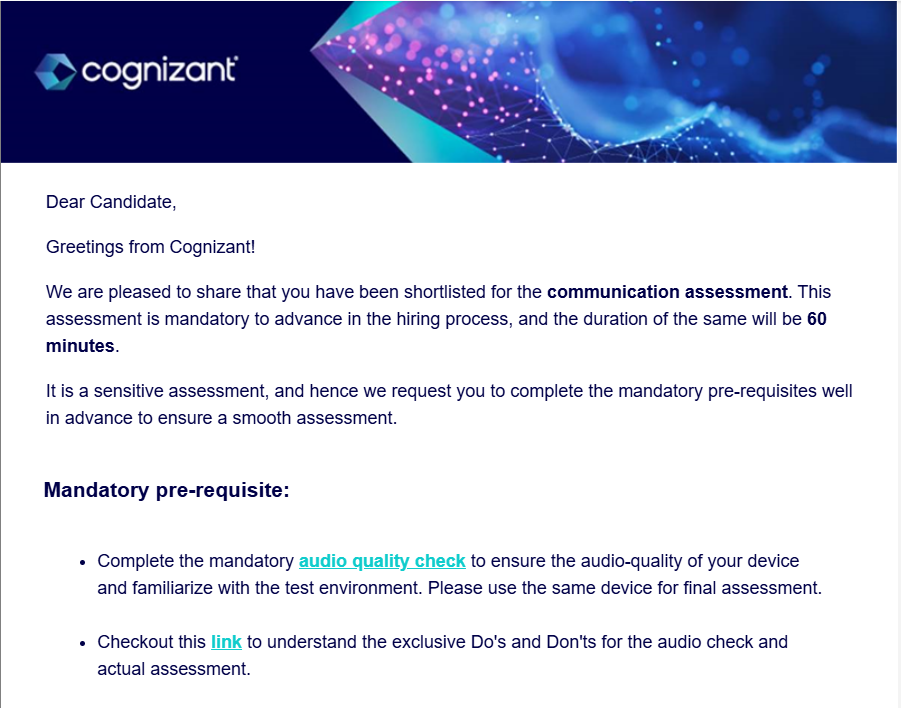 cognizant
Dear Candidate,
Greetings from Cognizant!
We are pleased to share that you have been shortlisted for the communication assessment. This
assessment is mandatory to advance in the hiring process, and the duration of the same will be 60
minutes.
It is a sensitive assessment, and hence we request you to complete the mandatory pre-requisites well
in advance to ensure a smooth assessment.
Mandatory pre-requisite:
• Complete the mandatory audio quality check to ensure the audio-quality of your device
and familiarize with the test environment. Please use the same device for final assessment.
• Checkout this link to understand the exclusive Do's and Don'ts for the audio check and
actual assessment.